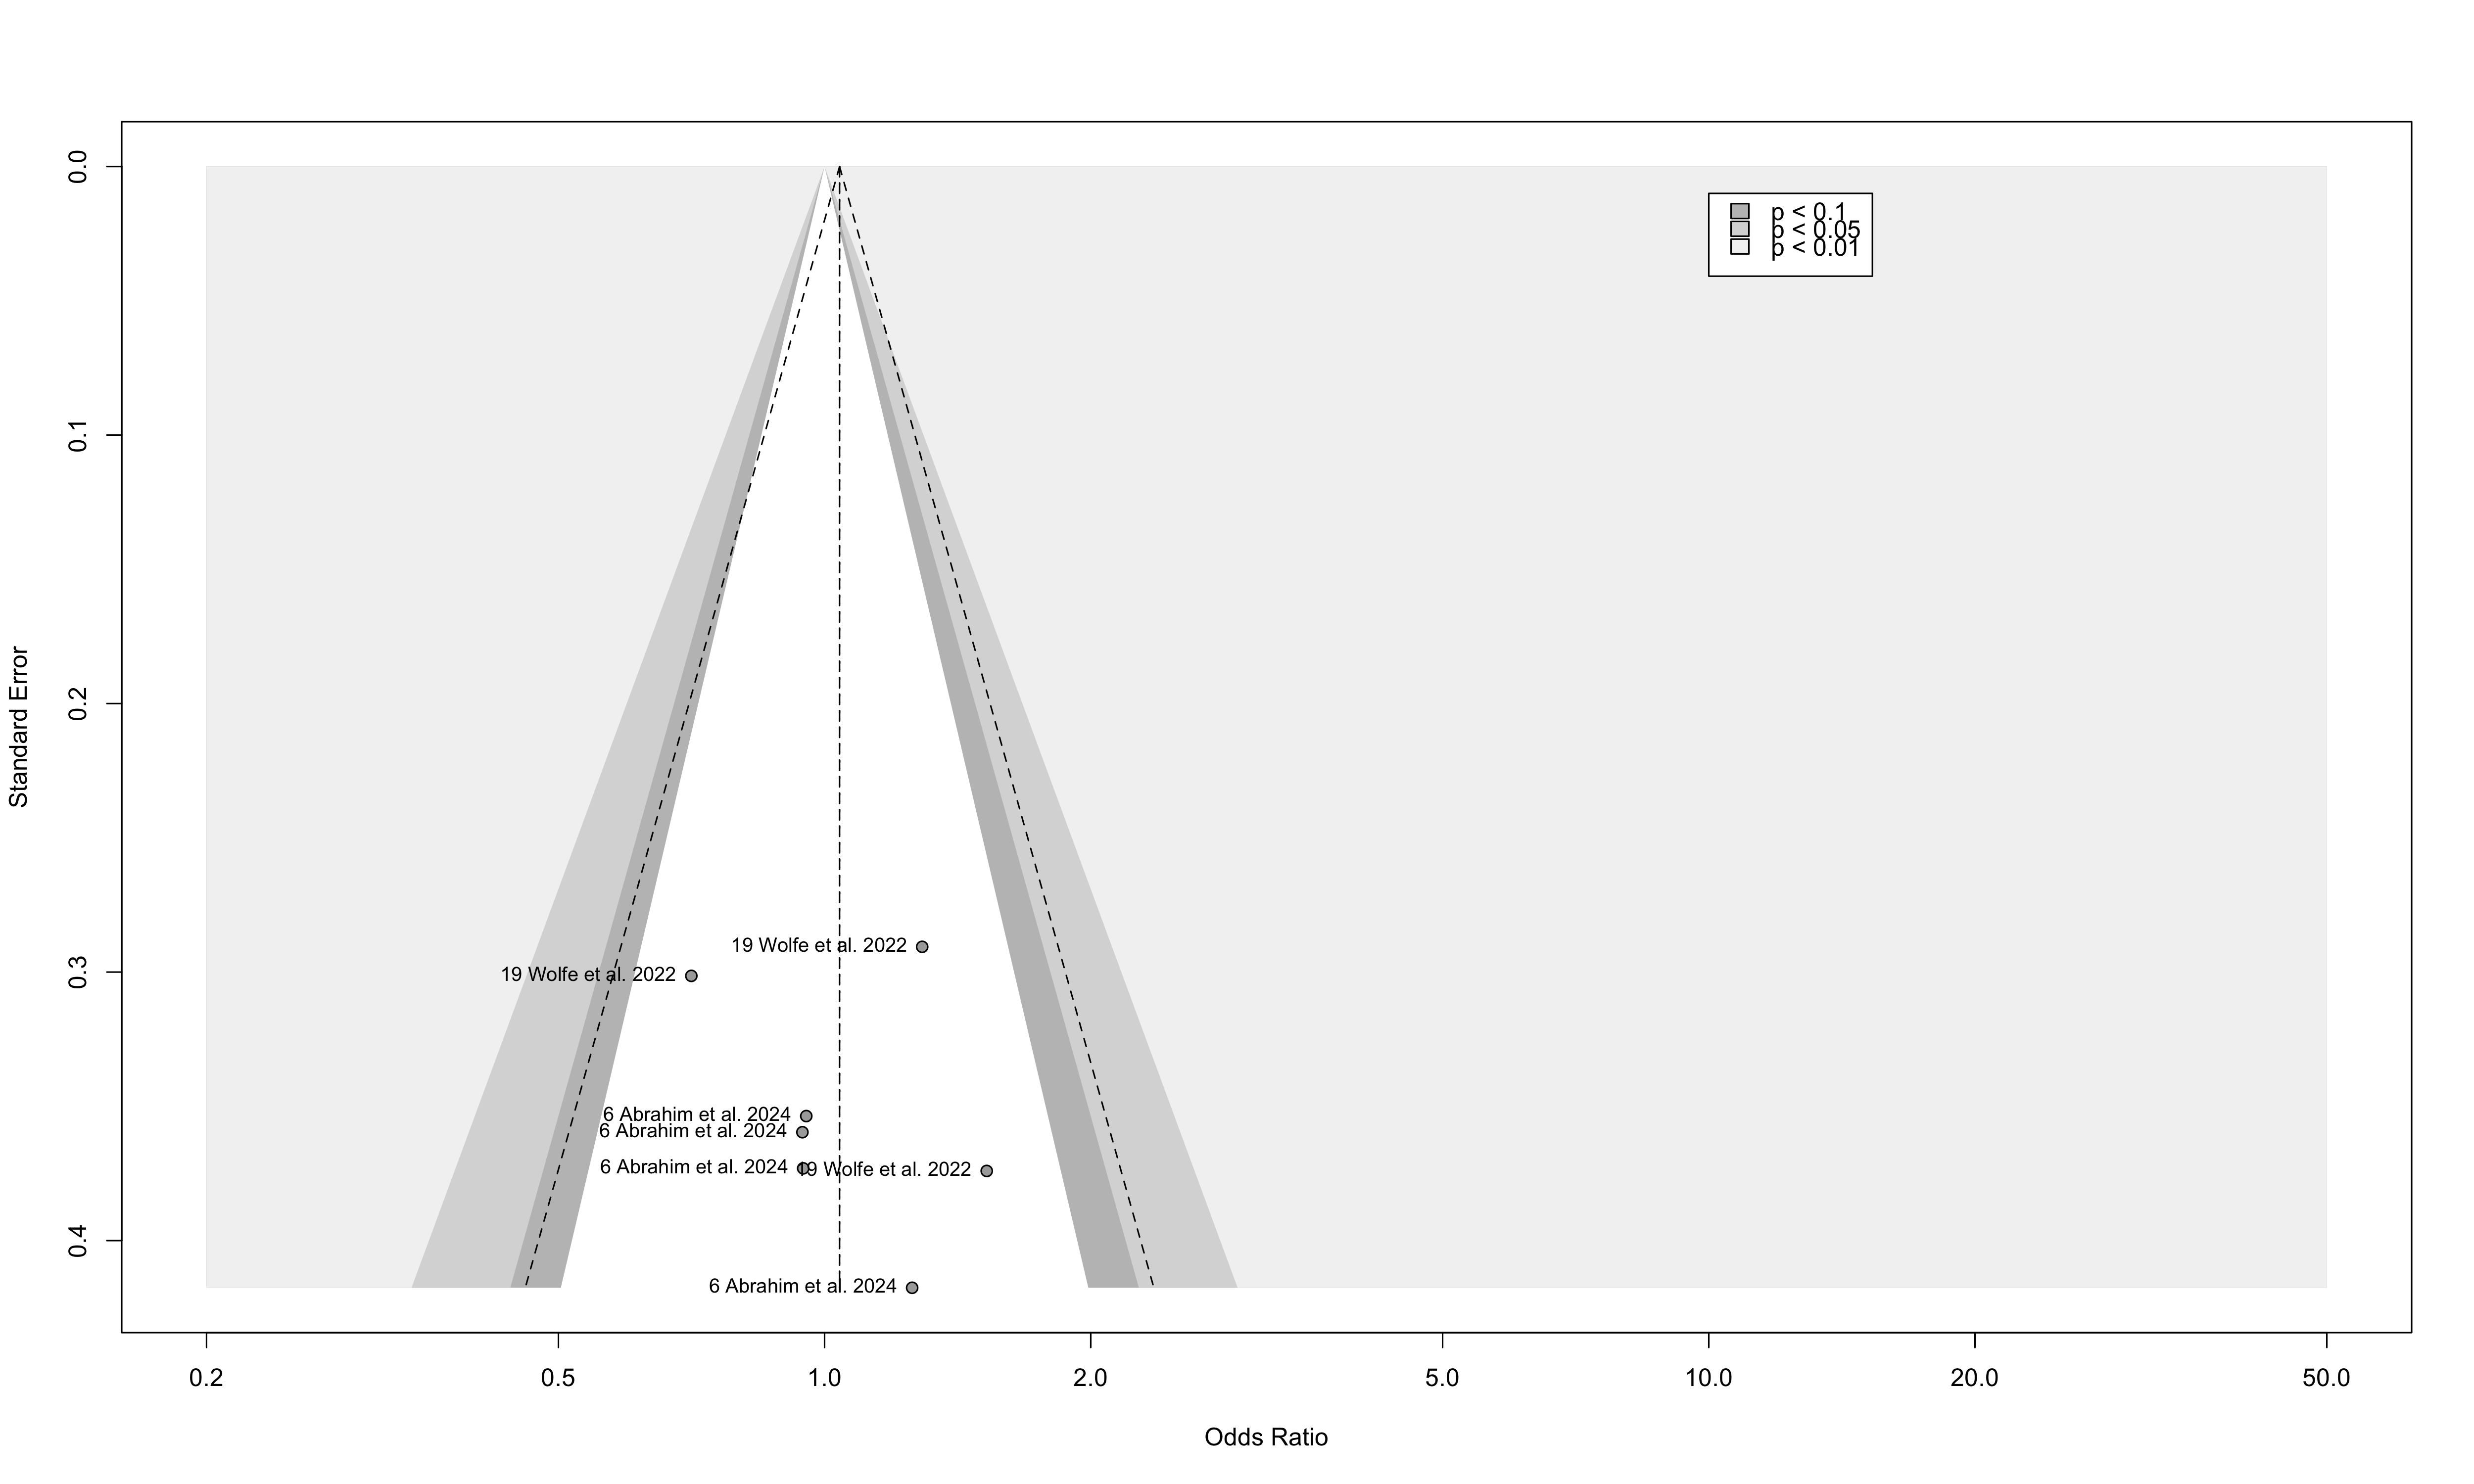 0.0
0.1
0.2
0.3
0.4
Standard Error
p < 0.1
p < 0.05
p < 0.01
19 Wolfe et al. 2022
19 Wolfe et al. 2022
6 Abrahim et al. 2024
6 Abrahim et al. 2024
6 Abrahim et al. 2024
19 Wolfe et al. 2022
6 Abrahim et al. 2024
0.2 0.5 1.0 2.0 5.0 10.0 20.0 50.0
Odds Ratio